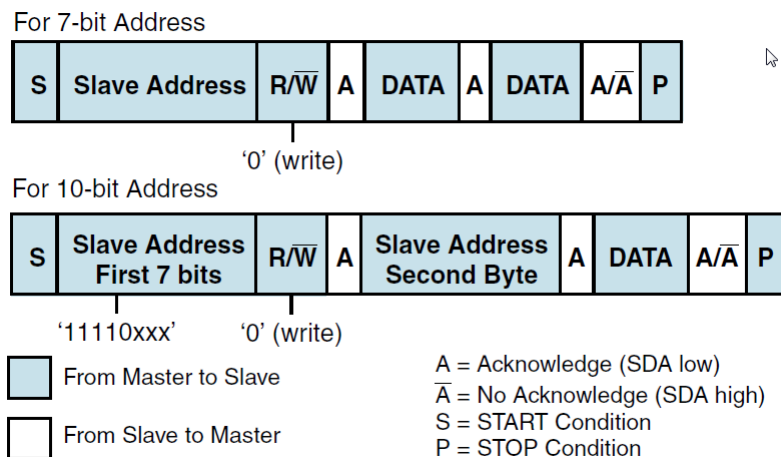 For 7-bit Address
S Slave Address R/W̅ A DATA A DATA A/A̅ P
‘0’ (write)
For 10-bit Address
S Slave Address First 7 bits R/W̅ A Slave Address Second Byte A DATA A/A̅ P
‘11110xxx’ ‘0’ (write)
From Master to Slave
From Slave to Master
A = Acknowledge (SDA low)
A̅ = No Acknowledge (SDA high)
S = START Condition
P = STOP Condition